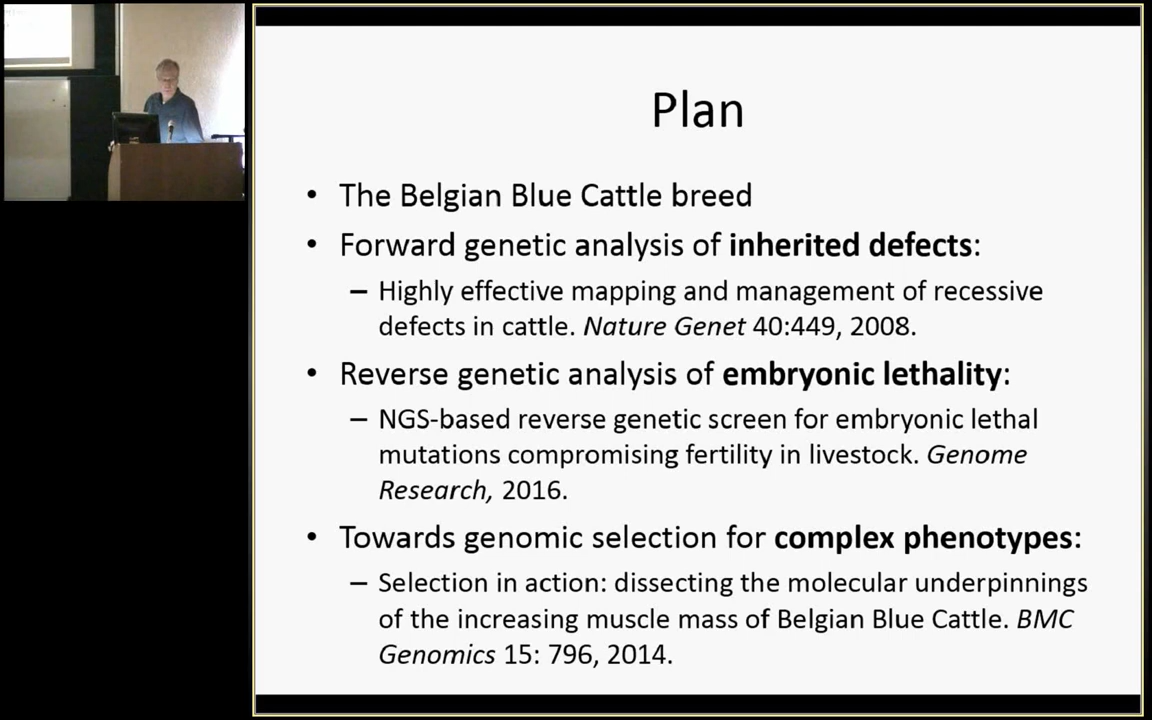 Plan
• The Belgian Blue Cattle breed
• Forward genetic analysis of inherited defects:
– Highly effective mapping and management of recessive
defects in cattle. Nature Genet 40:449, 2008.
• Reverse genetic analysis of embryonic lethality:
– NGS-based reverse genetic screen for embryonic lethal
mutations compromising fertility in livestock. Genome
Research, 2016.
• Towards genomic selection for complex phenotypes:
– Selection in action: dissecting the molecular underpinnings
of the increasing muscle mass of Belgian Blue Cattle. BMC
Genomics 15: 796, 2014.